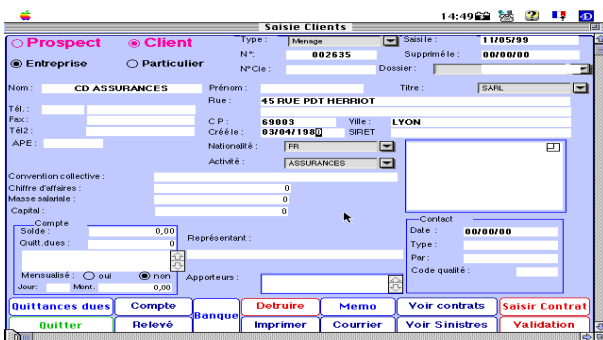 14:49
Saisie Clients
Prospect Client Type : Menage Saisi le : 11/05/99
N° : 002635 Supprimé le : 00/00/00
Entreprise Particulier N° Cie : Dossier :
Nom : CD ASSURANCES Prénom : Titre : SARL
Rue : 45 RUE PDT HERRIOT
Tél. :
Fax : C P : 69003 Ville : LYON
Tél2 : Créé le : 03/04/198 SIRET
APE : Nationalité : FR
Activité : ASSURANCES
Convention collective :
Chiffre d'affaires : 0
Masse salariale : 0
Capital : 0
Compte Contact
Solde : 0,00 Date : 00/00/00
Quitt.dues : 0 Représentant : Type :
Par :
Mensualisé : oui non Apporteurs : Code qualité :
Jour: Mont. 0,00
Quittances dues Compte Banque Detruire Memo Voir contrats Saisir Contrat
Quitter Relevé Imprimer Courrier Voir Sinistres Validation